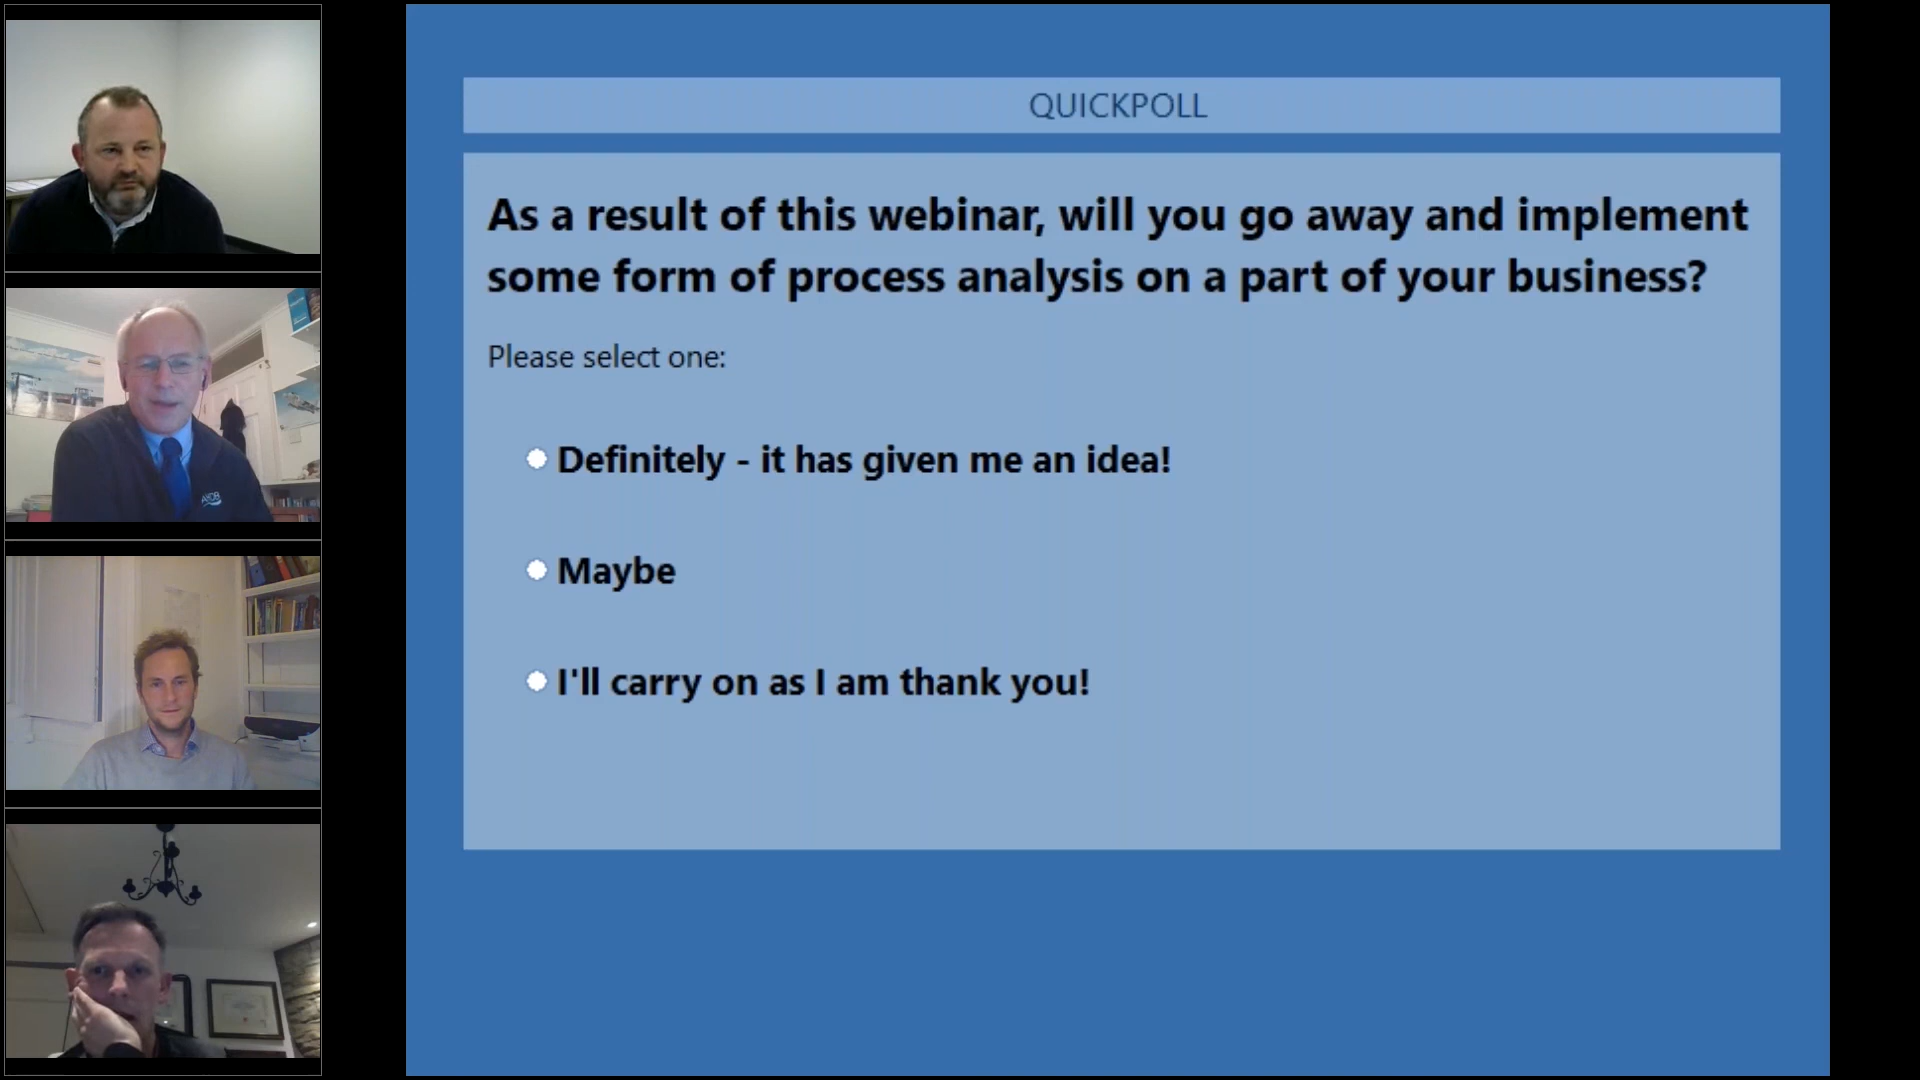 QUICKPOLL
As a result of this webinar, will you go away and implement
some form of process analysis on a part of your business?
Please select one:
Definitely - it has given me an idea!
Maybe
I'll carry on as I am thank you!